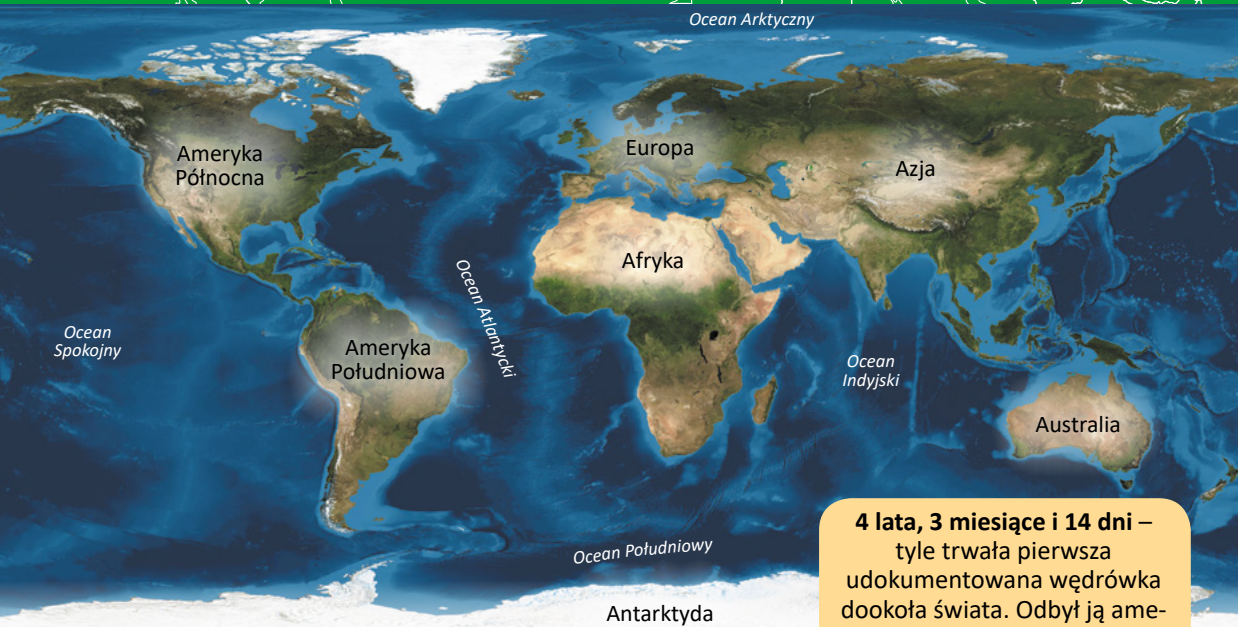 Ocean Arktyczny
Ameryka
Północna
Europa
Azja
Afryka
Ocean Atlantycki
Ocean
Spokojny
Ameryka
Południowa
Ocean
Indyjski
Australia
Ocean Południowy
Antarktyda
4 lata, 3 miesiące i 14 dni –
tyle trwała pierwsza
udokumentowana wędrówka
dookoła świata. Odbył ją ame-